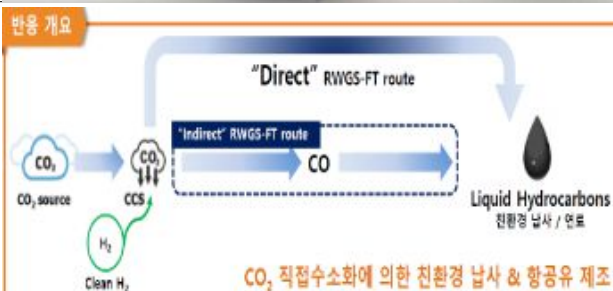 반응 개요
"Direct" RWGS-FT route
"Indirect" RWGS-FT route
CO₂
CO₂
CO
CO₂ source
CCS
Liquid Hydrocarbons
친환경 납사 / 연료
H₂
Clean H₂
CO₂ 직접수소화에 의한 친환경 납사 & 항공유 제조